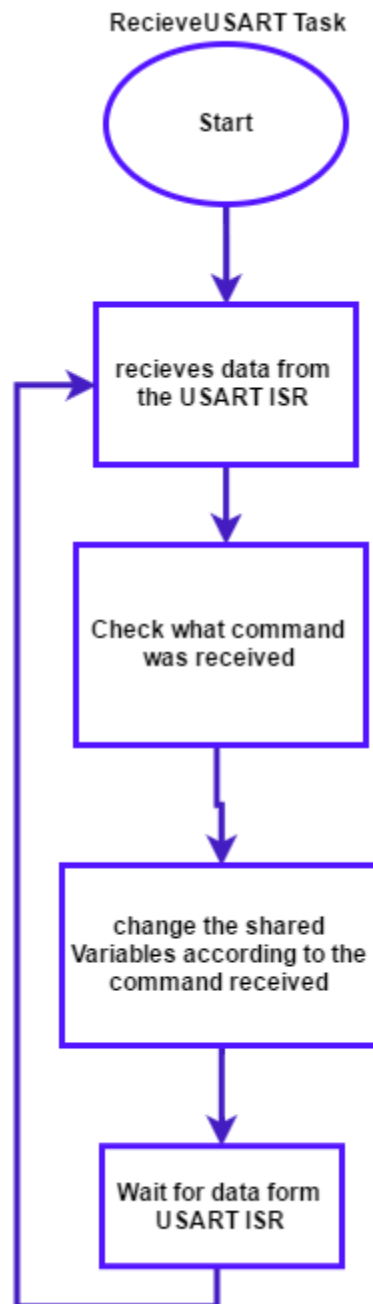 RecieveUSART Task
Start
recieves data from
the USART ISR
Check what command
was received
change the shared
Variables according to the
command received
Wait for data form
USART ISR